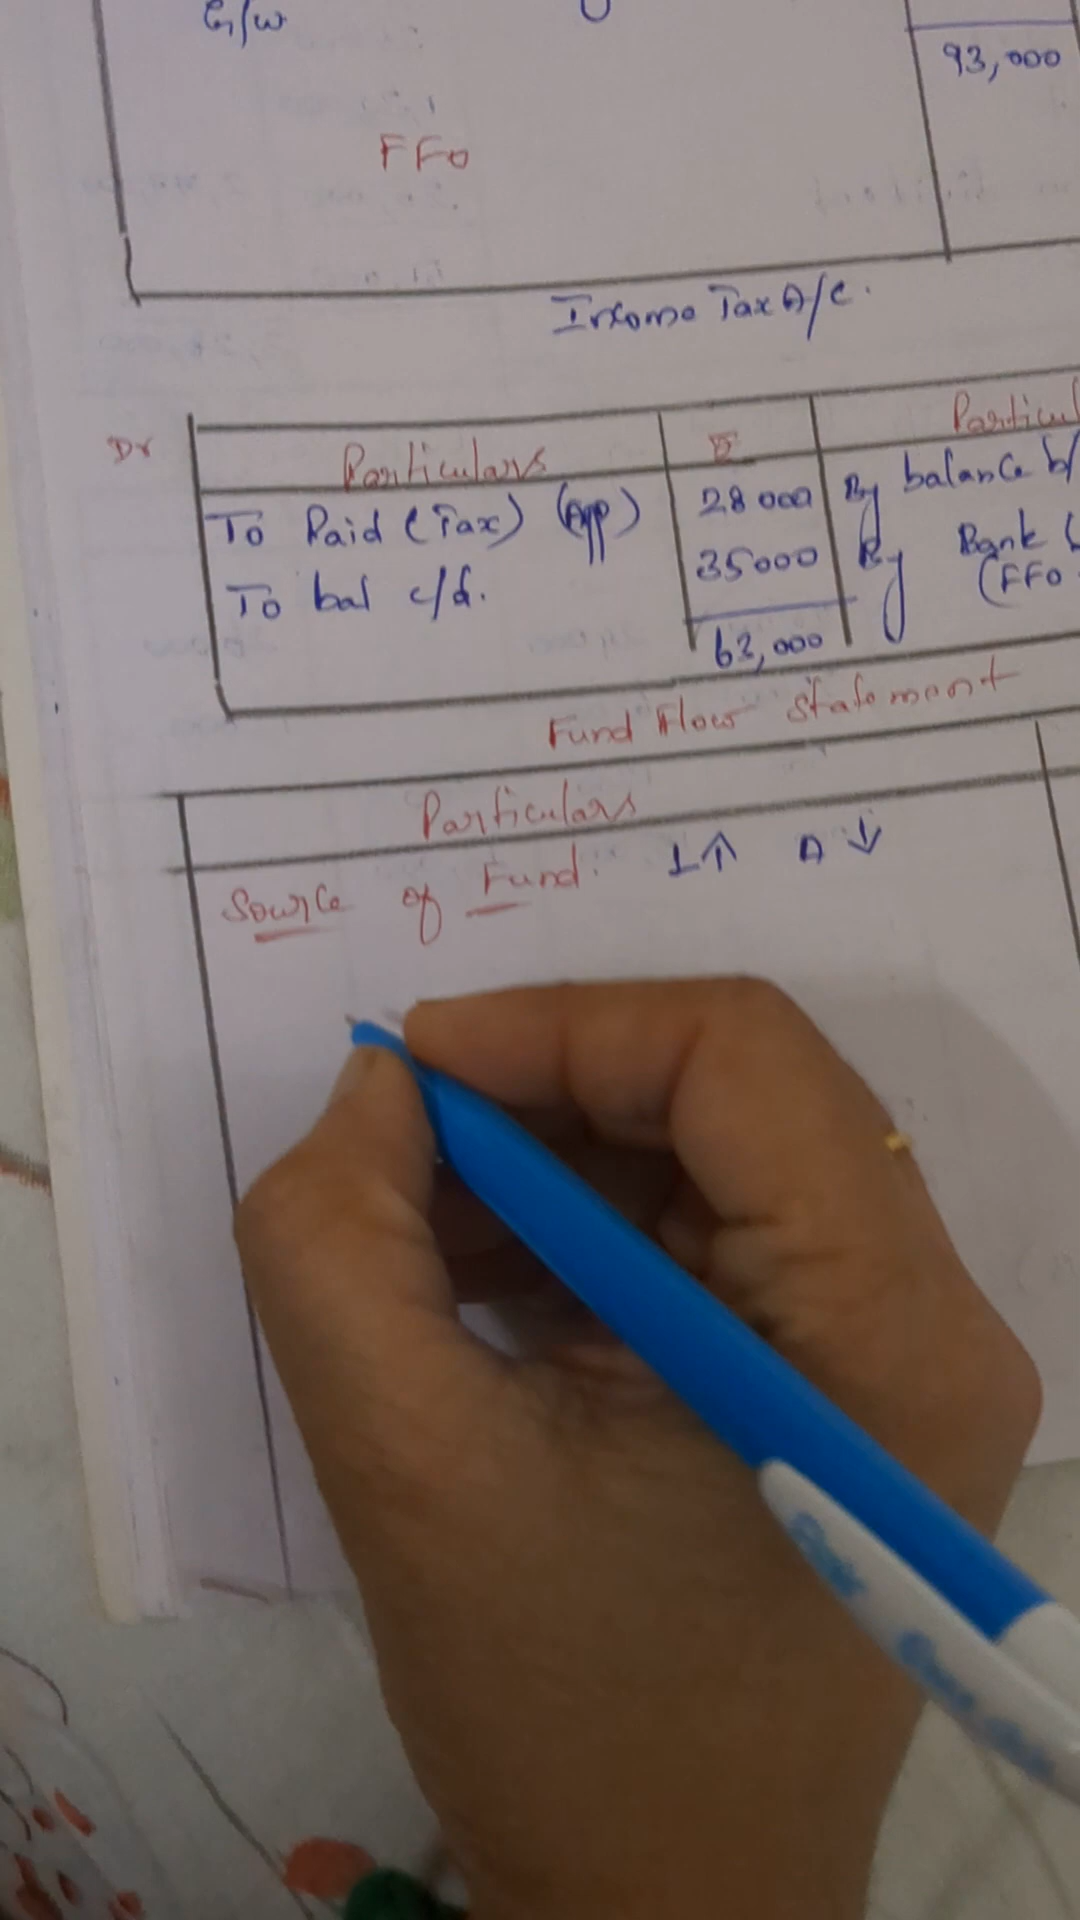 G/w
93,000
FFO
Income Tax A/C.
Dr
Particulars ₹ Particul
To Paid (Tax) (App) 28000 By balance b/
To bal c/d. 35000 By Bank (
(FFO
63,000
Fund Flow Statement
Particulars
Source of Fund: L↑ A↓